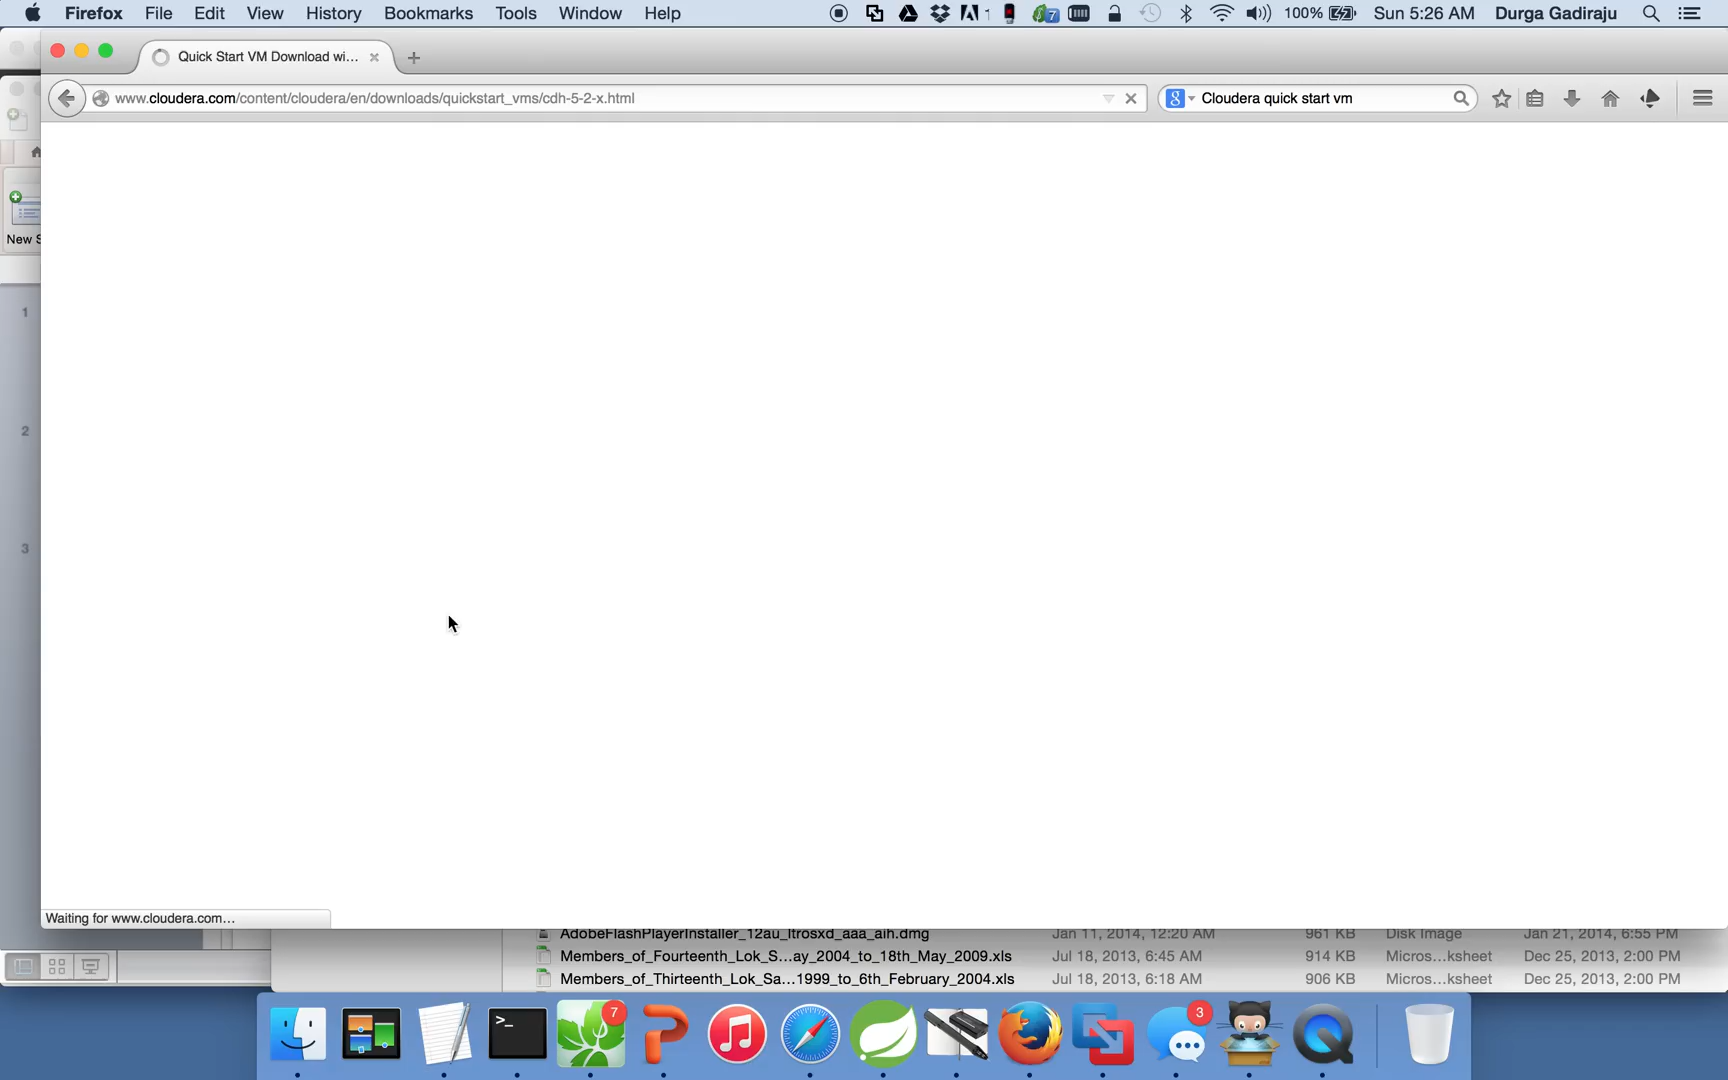 Firefox File Edit View History Bookmarks Tools Window Help 1 7 100% Sun 5:26 AM Durga Gadiraju
Quick Start VM Download wi...
www.cloudera.com/content/cloudera/en/downloads/quickstart_vms/cdh-5-2-x.html
8 Cloudera quick start vm
New S
1
2
3
Waiting for www.cloudera.com...
AdobeFlashPlayerInstaller_12au_ltrosxd_aaa_aih.dmg Jan 11, 2014, 12:20 AM 961 KB Disk Image Jan 21, 2014, 6:55 PM
Members_of_Fourteenth_Lok_S...ay_2004_to_18th_May_2009.xls Jul 18, 2013, 6:45 AM 914 KB Micros...ksheet Dec 25, 2013, 2:00 PM
Members_of_Thirteenth_Lok_Sa...1999_to_6th_February_2004.xls Jul 18, 2013, 6:18 AM 906 KB Micros...ksheet Dec 25, 2013, 2:00 PM
>_
7
3